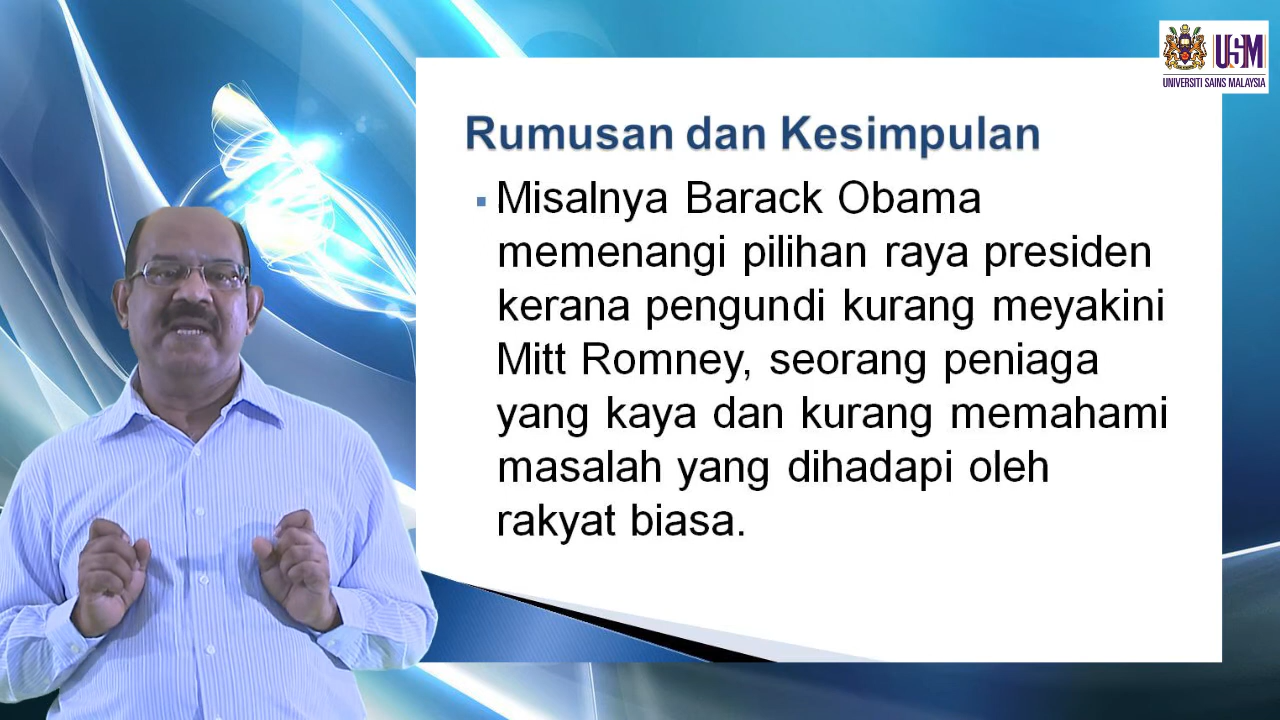 USM
UNIVERSITI SAINS MALAYSIA
Rumusan dan Kesimpulan
▪ Misalnya Barack Obama
memenangi pilihan raya presiden
kerana pengundi kurang meyakini
Mitt Romney, seorang peniaga
yang kaya dan kurang memahami
masalah yang dihadapi oleh
rakyat biasa.